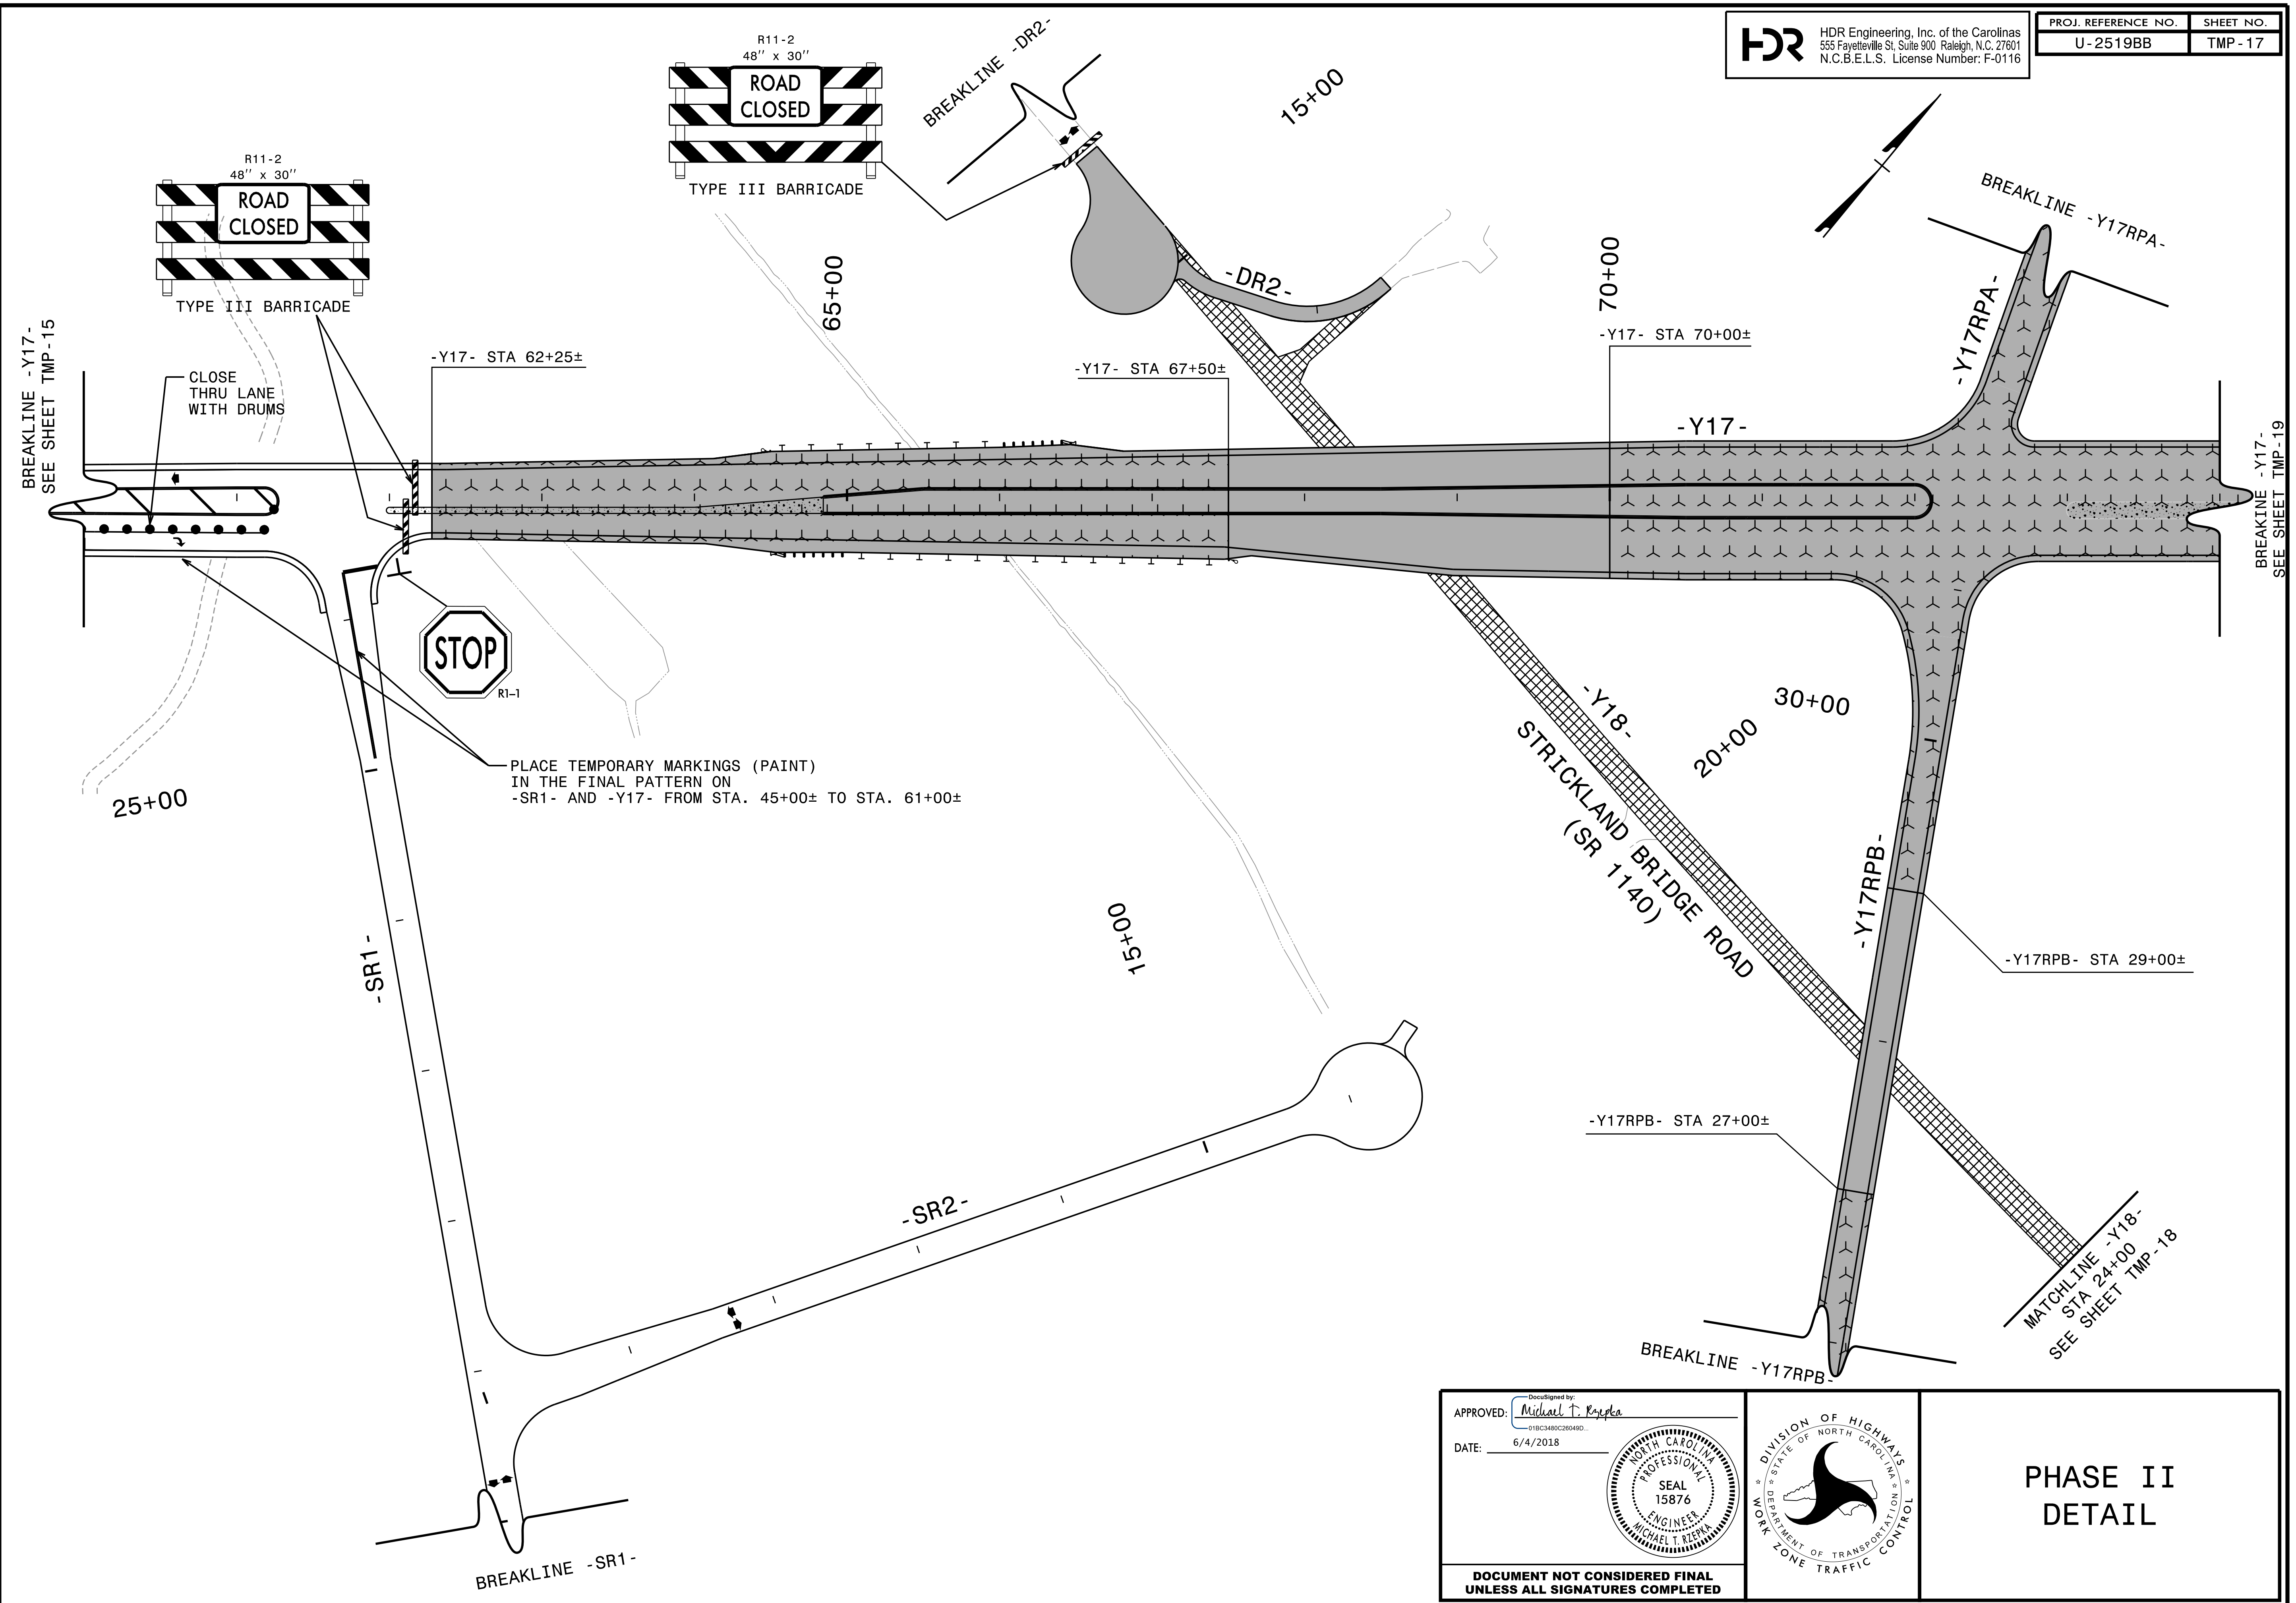 HDR
HDR Engineering, Inc. of the Carolinas
555 Fayetteville St, Suite 900 Raleigh, N.C. 27601
N.C.B.E.L.S. License Number: F-0116
PROJ. REFERENCE NO.
SHEET NO.
U-2519BB
TMP-17
R11-2
48" x 30"
ROAD
CLOSED
TYPE III BARRICADE
R11-2
48" x 30"
ROAD
CLOSED
TYPE III BARRICADE
BREAKLINE -DR2-
15+00
BREAKLINE -Y17RPA-
-DR2-
65+00
70+00
-Y17RPA-
BREAKLINE -Y17-
SEE SHEET TMP-15
CLOSE
THRU LANE
WITH DRUMS
-Y17- STA 62+25±
-Y17- STA 67+50±
-Y17- STA 70+00±
-Y17-
BREAKINE -Y17-
SEE SHEET TMP-19
STOP
R1-1
PLACE TEMPORARY MARKINGS (PAINT)
IN THE FINAL PATTERN ON
-SR1- AND -Y17- FROM STA. 45+00± TO STA. 61+00±
25+00
-Y18-
STRICKLAND BRIDGE ROAD
(SR 1140)
20+00
30+00
-Y17RPB-
15+00
-SR1-
-Y17RPB- STA 29+00±
-Y17RPB- STA 27+00±
-SR2-
MATCHLINE -Y18-
STA 24+00
SEE SHEET TMP-18
BREAKLINE -Y17RPB-
BREAKLINE -SR1-
APPROVED:
DocuSigned by:
Michael T. Rzepka
01BC3480C26049D...
DATE: 6/4/2018
NORTH CAROLINA
PROFESSIONAL
SEAL
15876
ENGINEER
MICHAEL T. RZEPKA
DOCUMENT NOT CONSIDERED FINAL
UNLESS ALL SIGNATURES COMPLETED
DIVISION OF HIGHWAYS
STATE OF NORTH CAROLINA
DEPARTMENT OF TRANSPORTATION
WORK ZONE TRAFFIC CONTROL
PHASE II
DETAIL